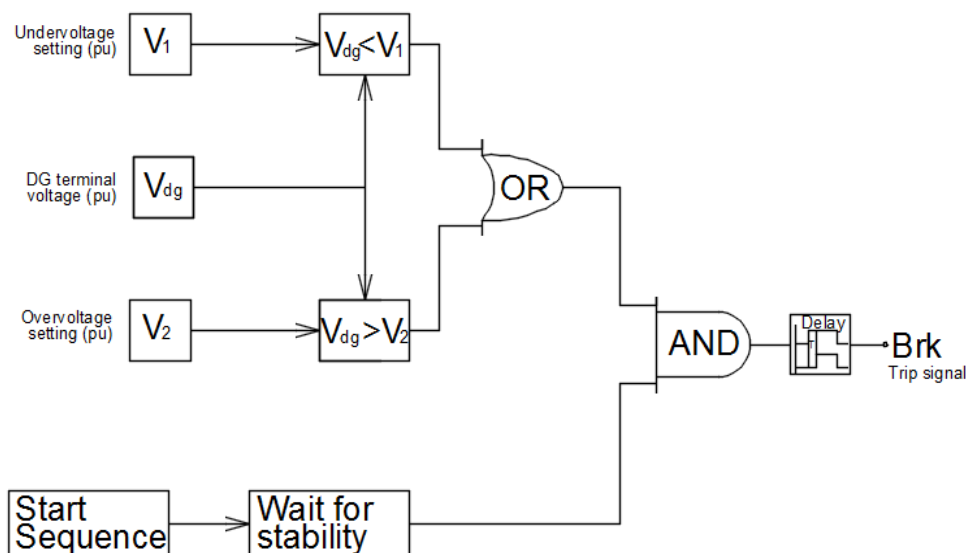 Undervoltage
setting (pu)
V1
Vdg<V1
DG terminal
voltage (pu)
Vdg
OR
Overvoltage
setting (pu)
V2
Vdg>V2
AND
Delay
T
Brk
Trip signal
Start
Sequence
Wait for
stability